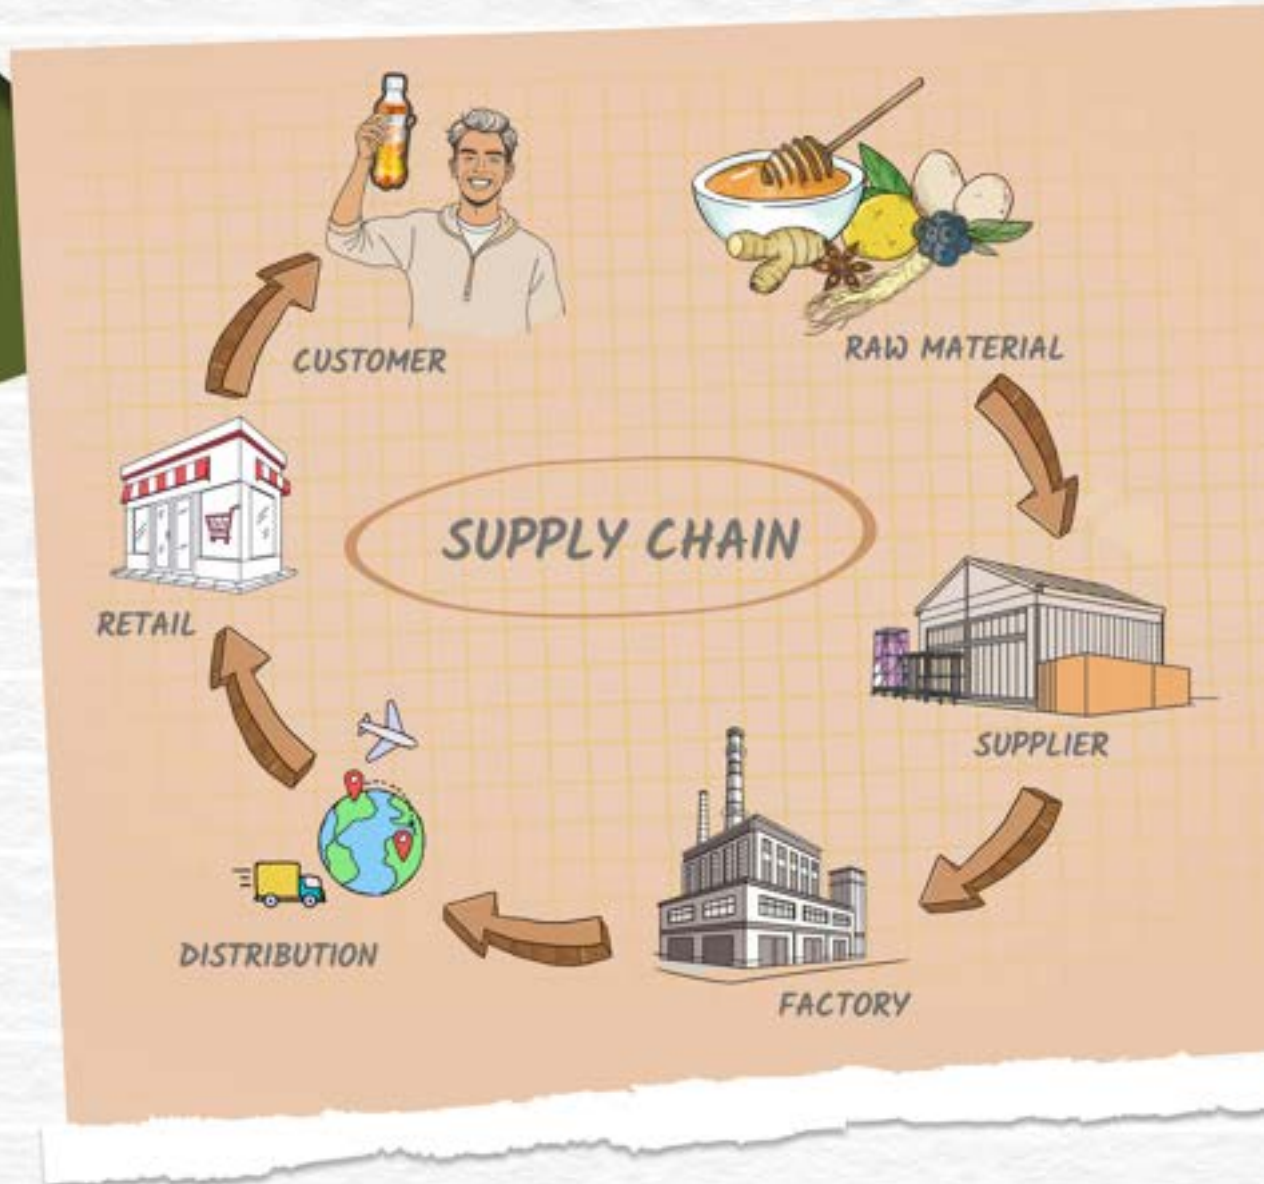 CUSTOMER
RAW MATERIAL
SUPPLY CHAIN
RETAIL
SUPPLIER
DISTRIBUTION
FACTORY